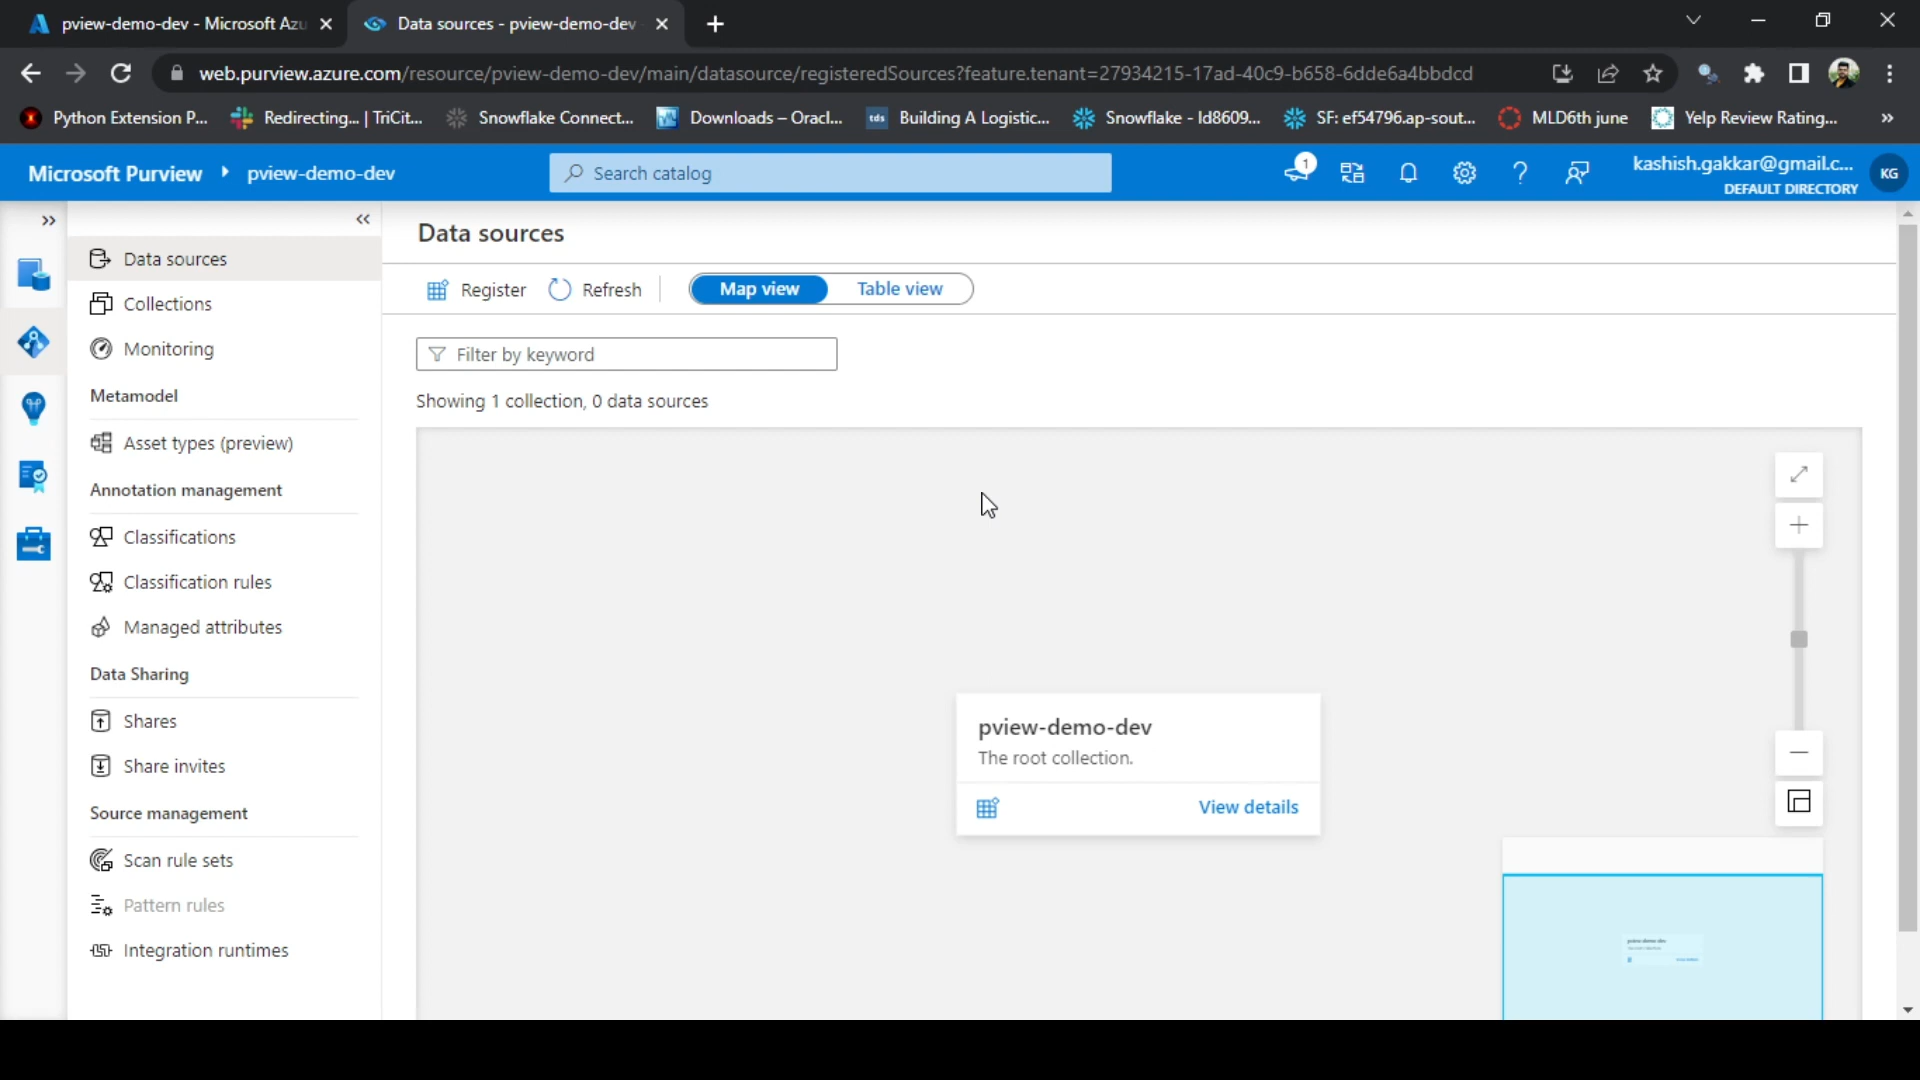 pview-demo-dev - Microsoft Azu
Data sources - pview-demo-dev
web.purview.azure.com/resource/pview-demo-dev/main/datasource/registeredSources?feature.tenant=27934215-17ad-40c9-b658-6dde6a4bbdcd
Python Extension P...
Redirecting... | TriCit...
Snowflake Connect...
tds
Downloads – Oracl...
Building A Logistic...
Snowflake - ld8609...
SF: ef54796.ap-sout...
MLD6th june
Yelp Review Rating...
Microsoft Purview
pview-demo-dev
Search catalog
1
kashish.gakkar@gmail.c...
DEFAULT DIRECTORY
KG
Data sources
Collections
Monitoring
Metamodel
Asset types (preview)
Annotation management
Classifications
Classification rules
Managed attributes
Data Sharing
Shares
Share invites
Source management
Scan rule sets
Pattern rules
Integration runtimes
Data sources
Register
Refresh
Map view
Table view
Filter by keyword
Showing 1 collection, 0 data sources
pview-demo-dev
The root collection.
View details